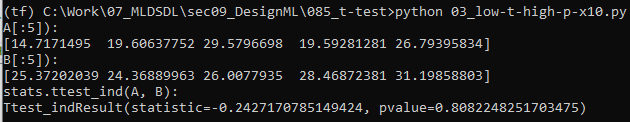 (tf) C:\Work\07_MLDSDL\sec09_DesignML\085_t-test>python 03_low-t-high-p-x10.py
A[:5]):
[14.7171495  19.60637752 29.5796698  19.59281281 26.79395834]
B[:5]):
[25.37202039 24.36889963 26.0077935  28.46872381 31.19858803]
stats.ttest_ind(A, B):
Ttest_indResult(statistic=-0.2427170785149424, pvalue=0.8082248251703475)